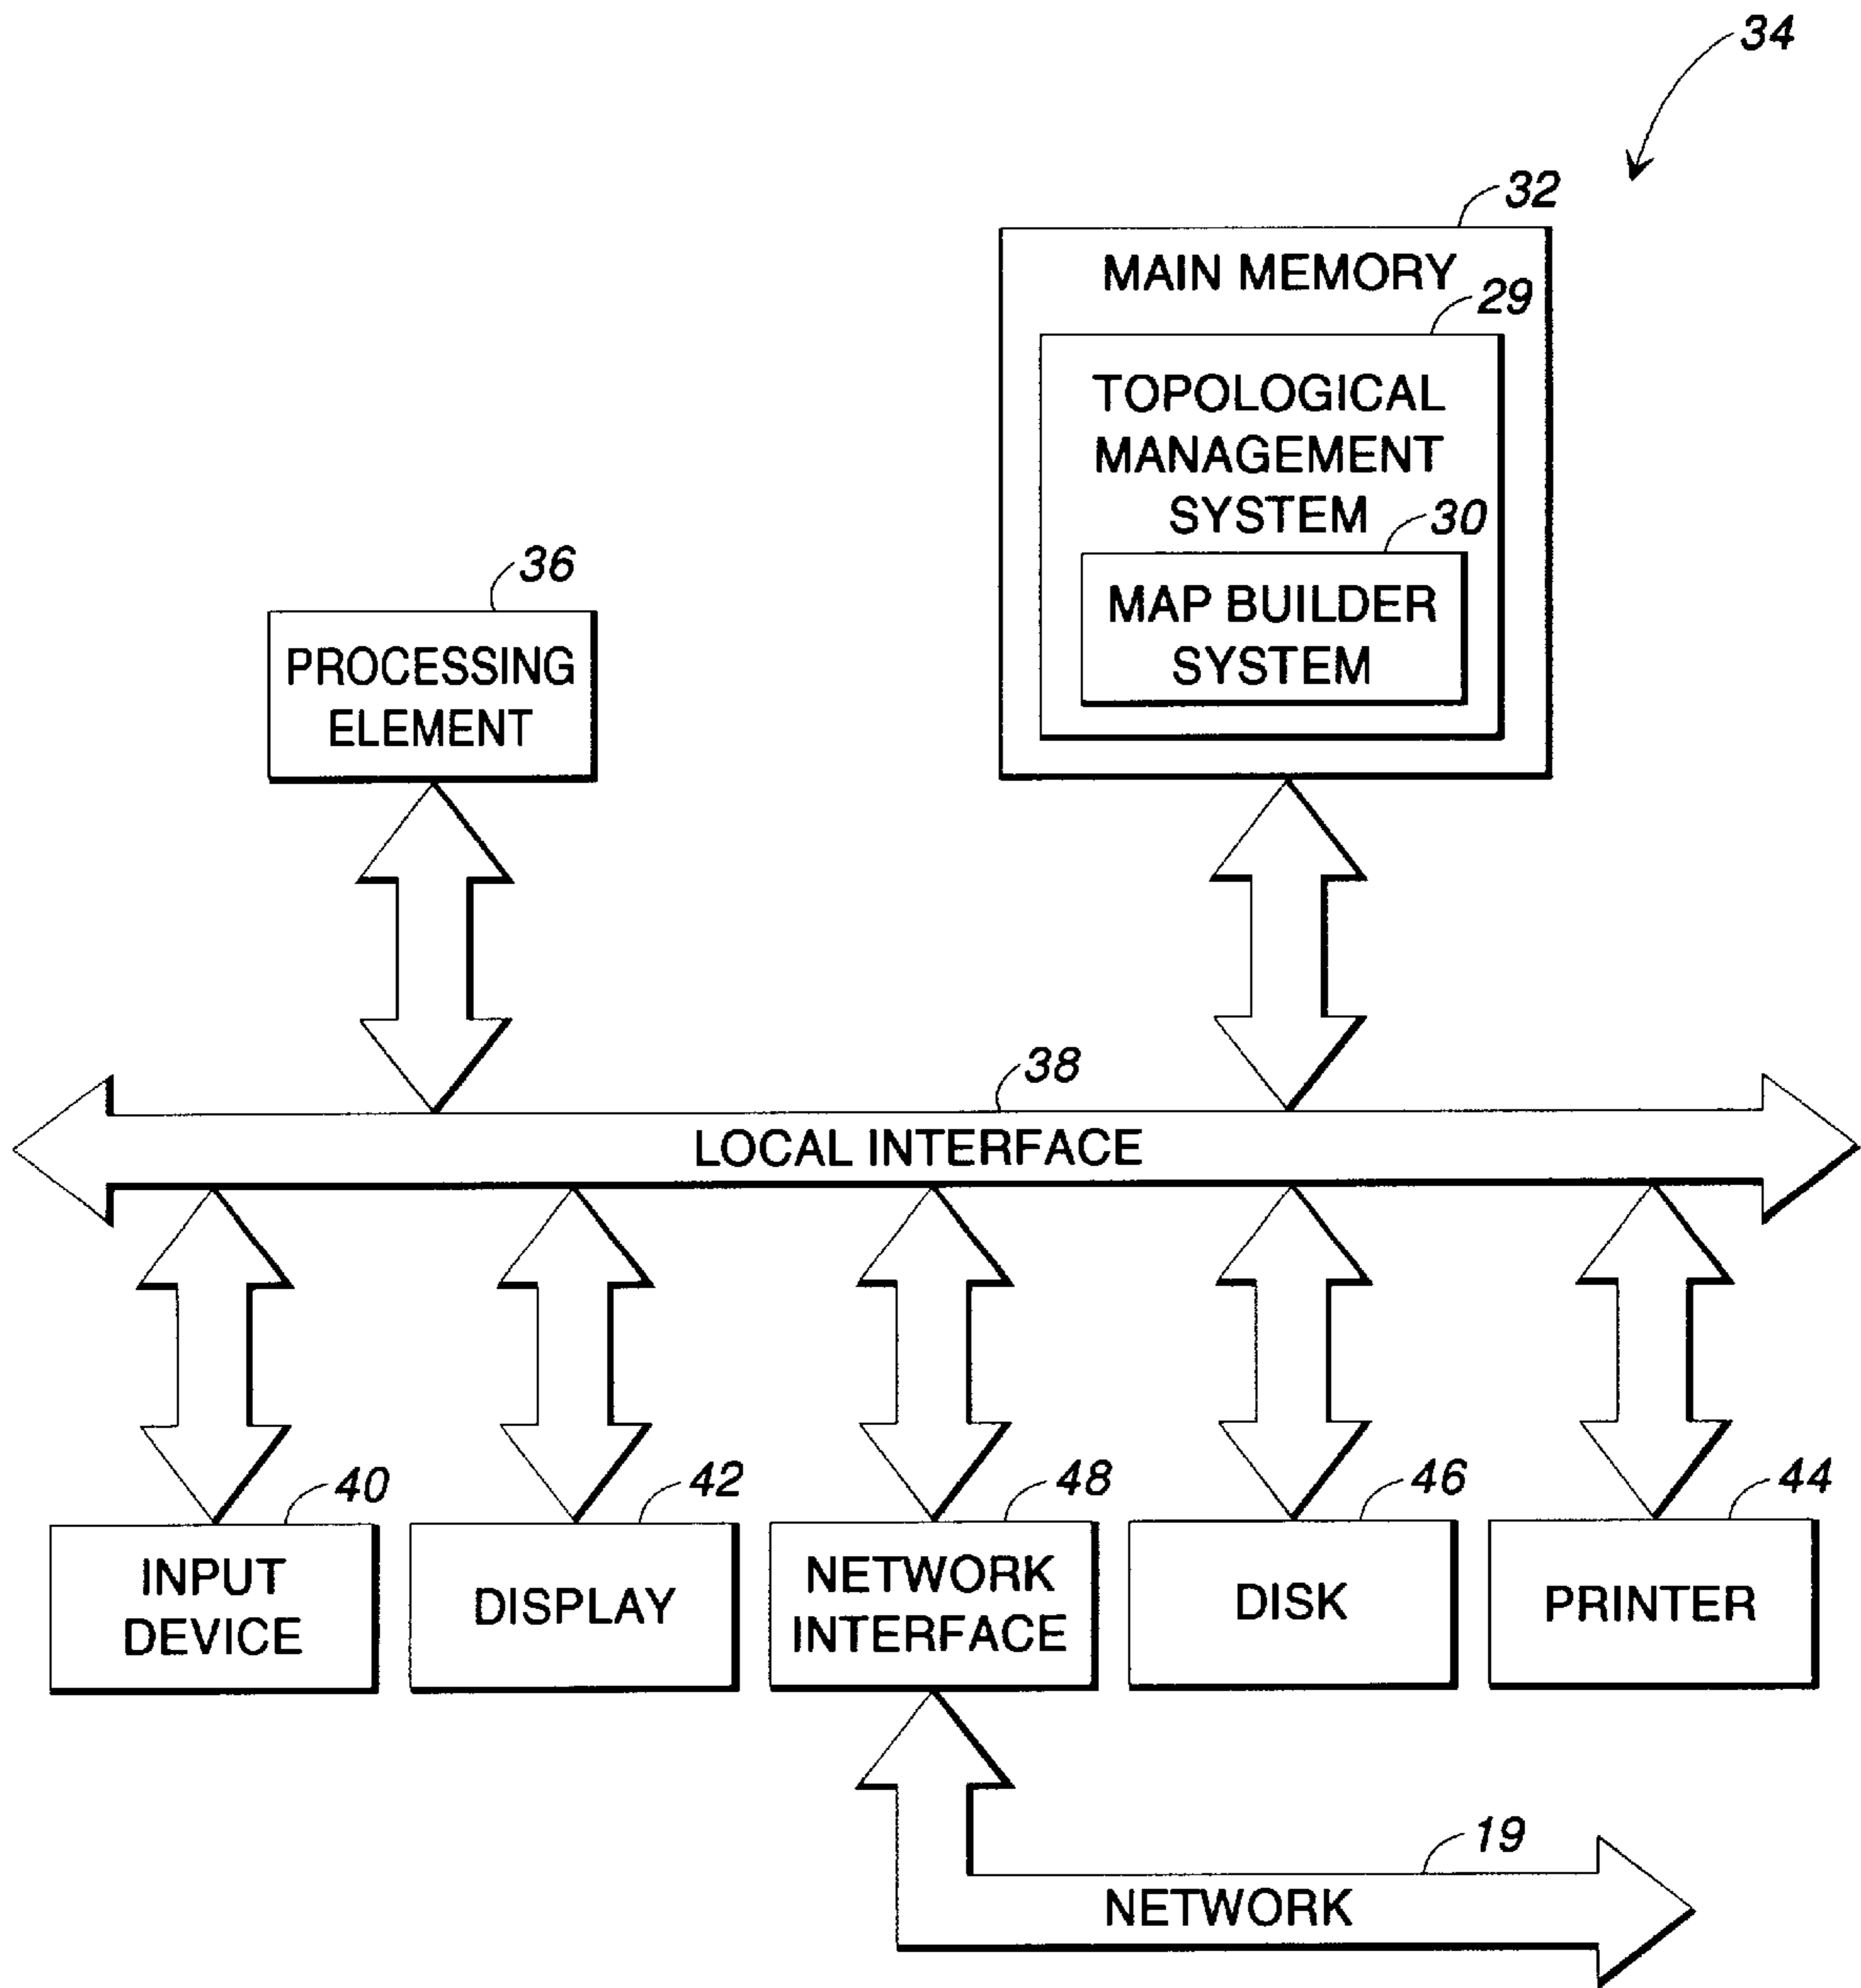 34
32
MAIN MEMORY
29
TOPOLOGICAL
MANAGEMENT
SYSTEM
30
MAP BUILDER
SYSTEM
36
PROCESSING
ELEMENT
38
LOCAL INTERFACE
40
INPUT
DEVICE
42
DISPLAY
48
NETWORK
INTERFACE
46
DISK
44
PRINTER
19
NETWORK